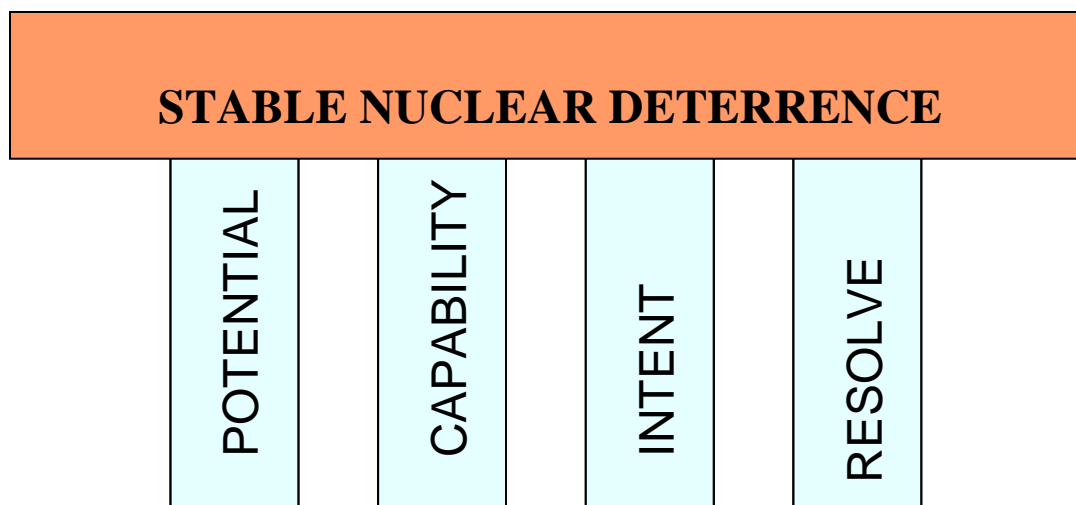 STABLE NUCLEAR DETERRENCE
POTENTIAL
CAPABILITY
INTENT
RESOLVE